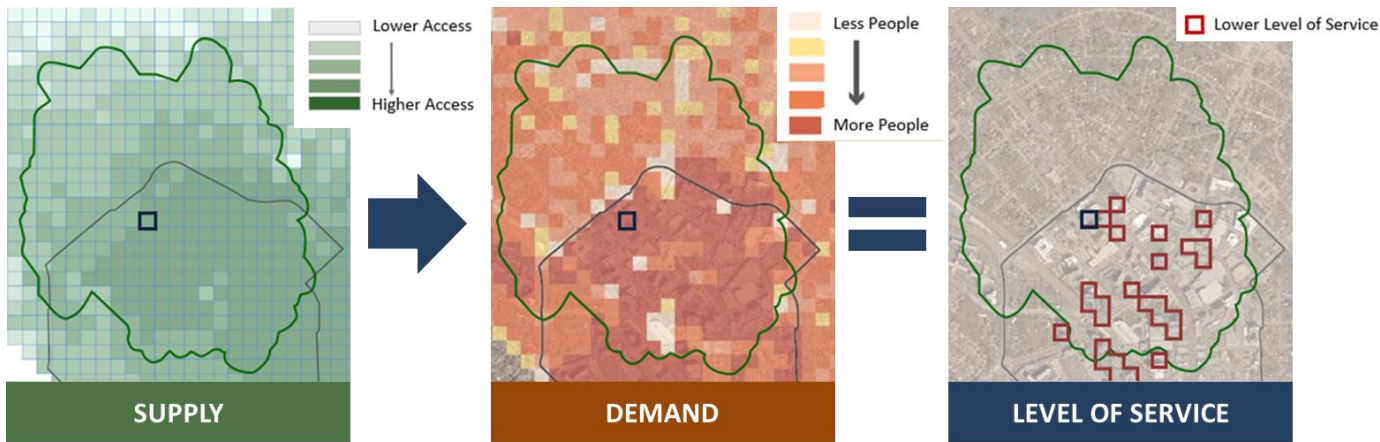 Lower Access
Higher Access
Less People
More People
Lower Level of Service
SUPPLY
DEMAND
LEVEL OF SERVICE